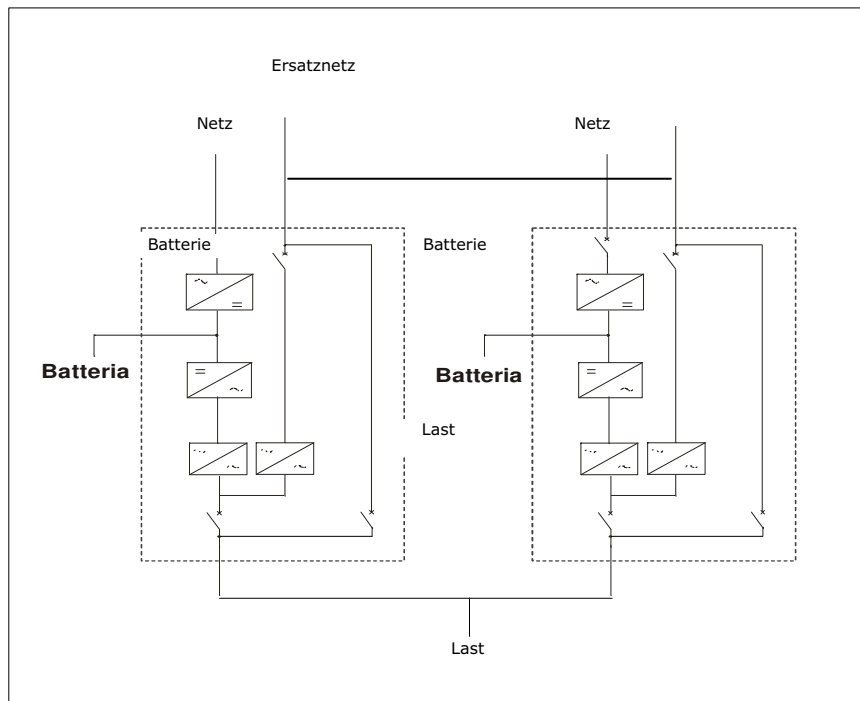 Ersatznetz
Netz
Netz
Batterie
Batterie
Batteria
Batteria
Last
Last